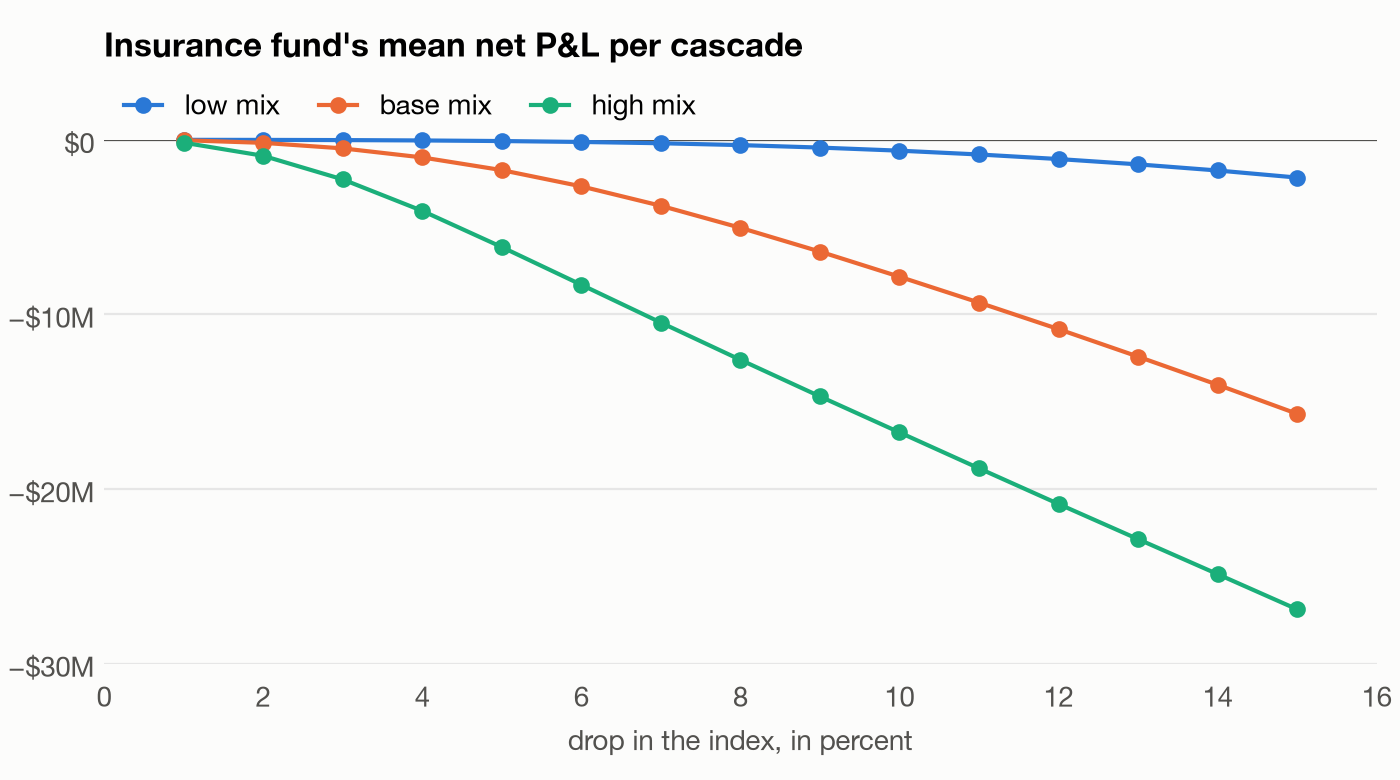 Insurance fund's mean net P&L per cascade
low mix base mix high mix
$0
−$10M
−$20M
−$30M
0 2 4 6 8 10 12 14 16
drop in the index, in percent